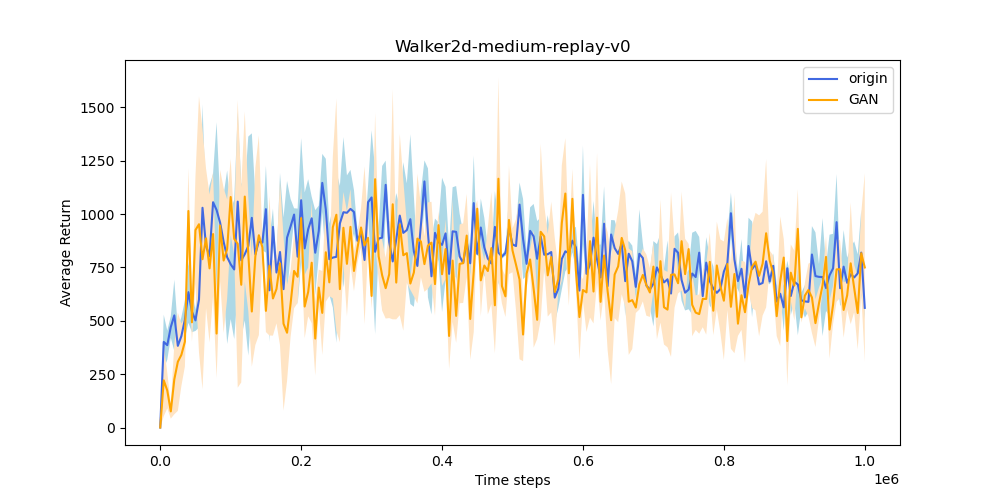 Walker2d-medium-replay-v0
origin
GAN
Average Return
1500
1250
1000
750
500
250
0
0.0 0.2 0.4 0.6 0.8 1.0
1e6
Time steps